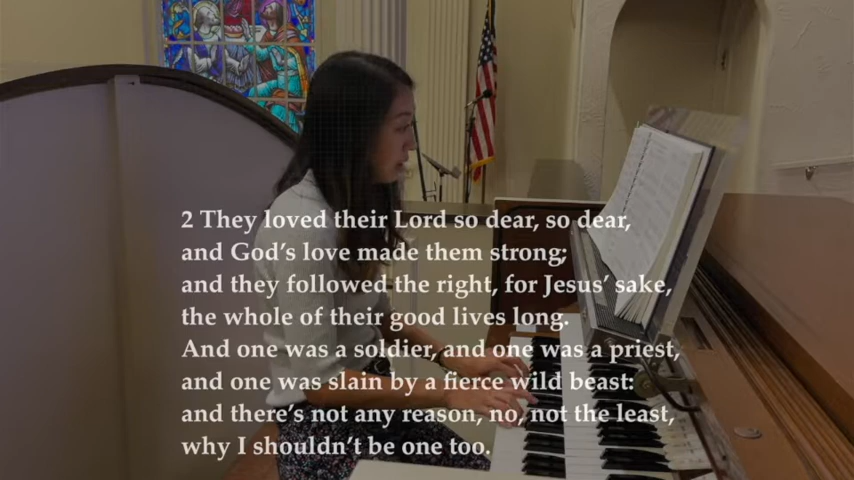 2 They loved their Lord so dear, so dear,
and God’s love made them strong;
and they followed the right, for Jesus’ sake,
the whole of their good lives long.
And one was a soldier, and one was a priest,
and one was slain by a fierce wild beast:
and there’s not any reason, no, not the least,
why I shouldn’t be one too.